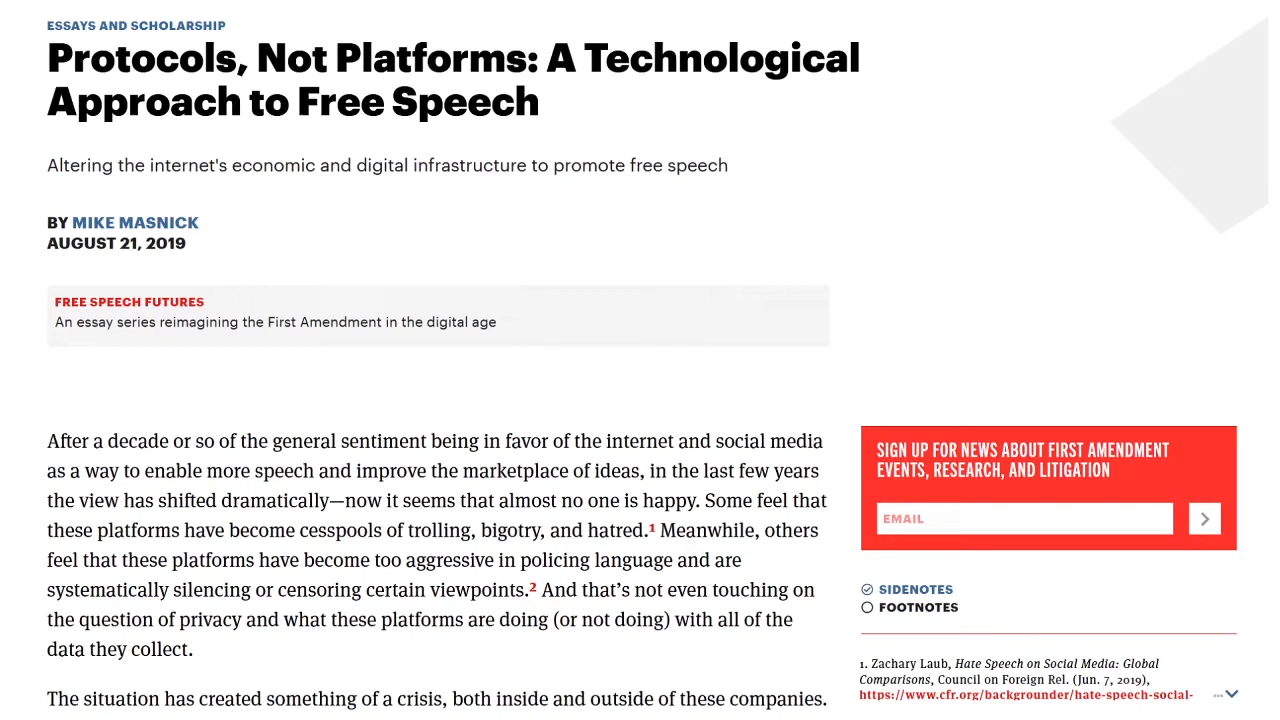 ESSAYS AND SCHOLARSHIP
Protocols, Not Platforms: A Technological
Approach to Free Speech
Altering the internet's economic and digital infrastructure to promote free speech
BY MIKE MASNICK
AUGUST 21, 2019
FREE SPEECH FUTURES
An essay series reimagining the First Amendment in the digital age
After a decade or so of the general sentiment being in favor of the internet and social media
as a way to enable more speech and improve the marketplace of ideas, in the last few years
the view has shifted dramatically—now it seems that almost no one is happy. Some feel that
these platforms have become cesspools of trolling, bigotry, and hatred.1 Meanwhile, others
feel that these platforms have become too aggressive in policing language and are
systematically silencing or censoring certain viewpoints.2 And that’s not even touching on
the question of privacy and what these platforms are doing (or not doing) with all of the
data they collect.
The situation has created something of a crisis, both inside and outside of these companies.
SIGN UP FOR NEWS ABOUT FIRST AMENDMENT
EVENTS, RESEARCH, AND LITIGATION
EMAIL
SIDENOTES
FOOTNOTES
1. Zachary Laub, Hate Speech on Social Media: Global
Comparisons, Council on Foreign Rel. (Jun. 7, 2019),
https://www.cfr.org/backgrounder/hate-speech-social-